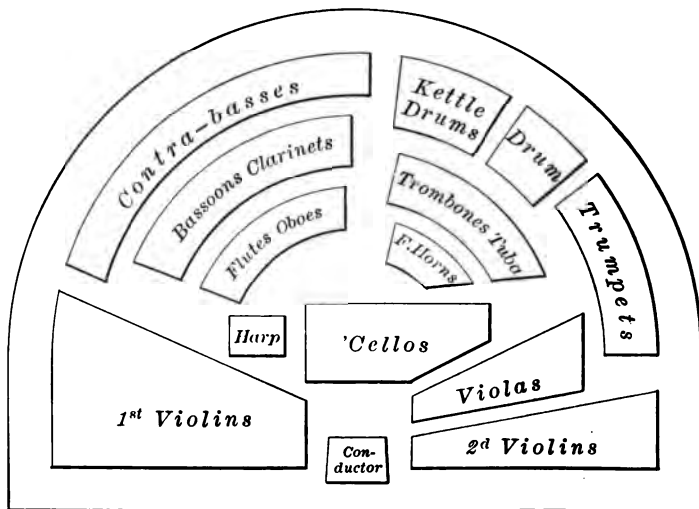 Contra-basses
Kettle
Drums
Drum
Bassoons Clarinets
Trombones Tuba
Trumpets
Flutes Oboes
F. Horns
Harp
'Cellos
Violas
1st Violins
2d Violins
Con-
ductor